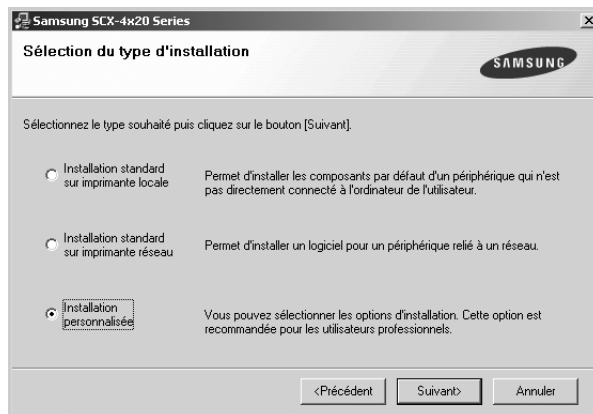 Samsung SCX-4x20 Series
Sélection du type d'installation
SAMSUNG
Sélectionnez le type souhaité puis cliquez sur le bouton [Suivant].
Installation standard
sur imprimante locale
Permet d'installer les composants par défaut d'un périphérique qui n'est
pas directement connecté à l'ordinateur de l'utilisateur.
Installation standard
sur imprimante réseau
Permet d'installer un logiciel pour un périphérique relié à un réseau.
Installation
personnalisée
Vous pouvez sélectionner les options d'installation. Cette option est
recommandée pour les utilisateurs professionnels.
<Précédent
Suivant>
Annuler